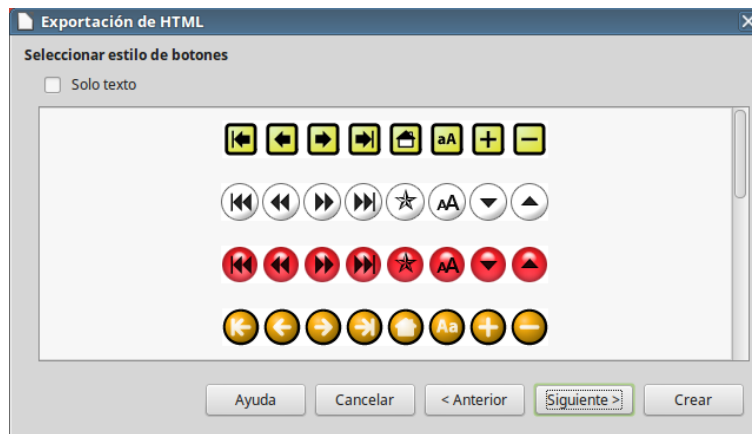 Exportación de HTML
Seleccionar estilo de botones
Solo texto
aA
AA
AA
Aa
Ayuda Cancelar < Anterior Siguiente > Crear